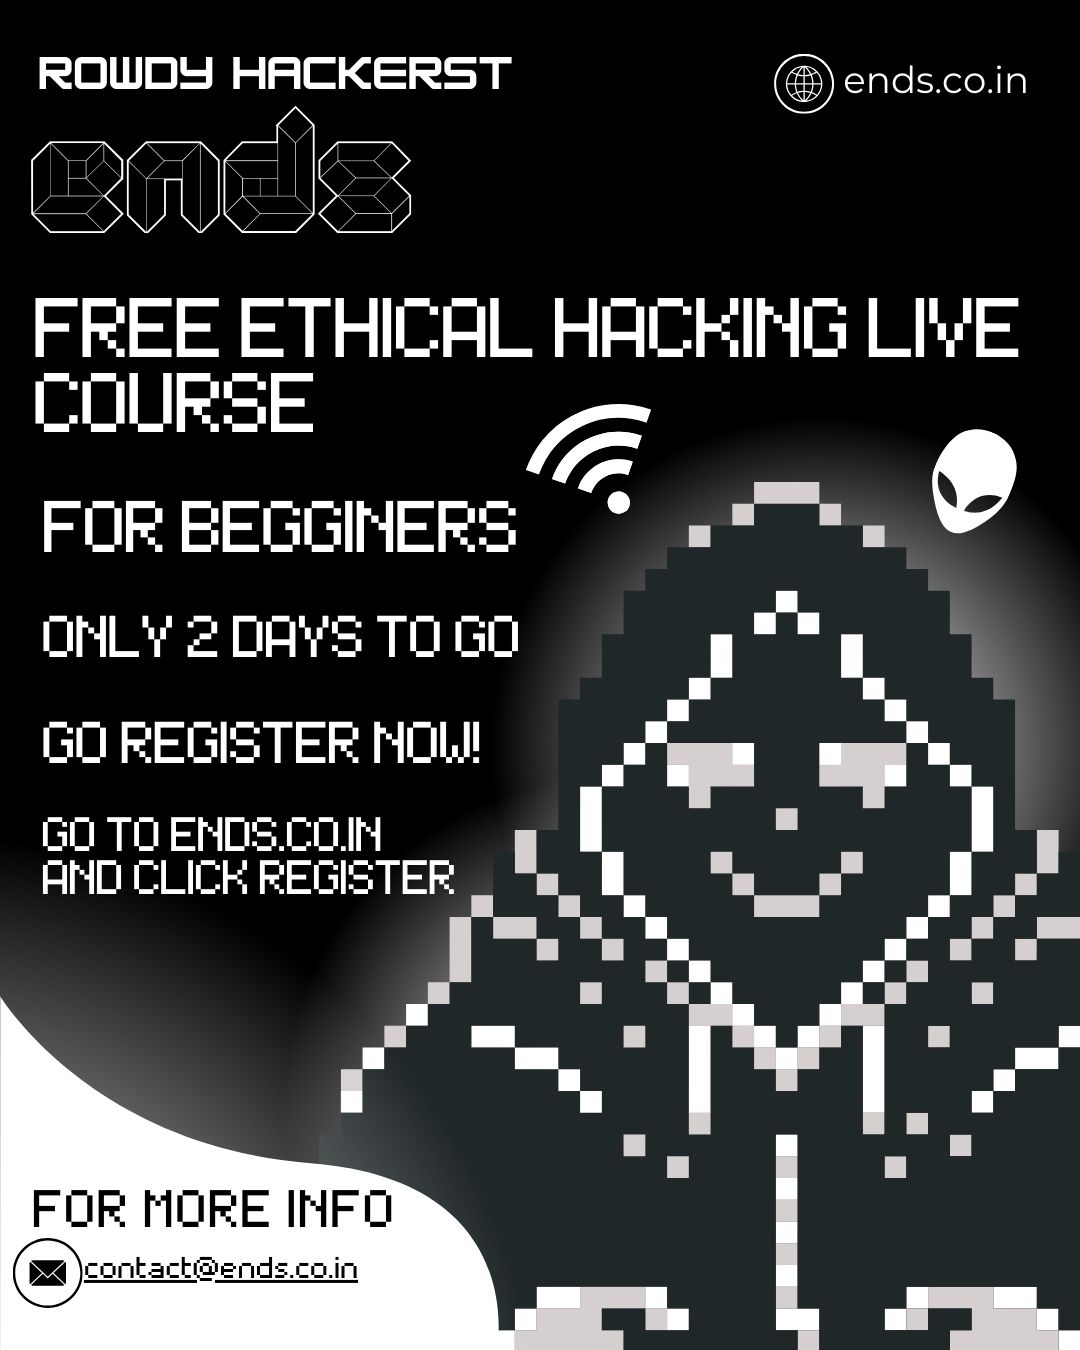 ROWDY HACKERST
ends.co.in
ends
FREE ETHICAL HACKING LIVE
COURSE
FOR BEGGINERS
ONLY 2 DAYS TO GO
GO REGISTER NOW!
GO TO ENDS.CO.IN
AND CLICK REGISTER
FOR MORE INFO
contact@ends.co.in